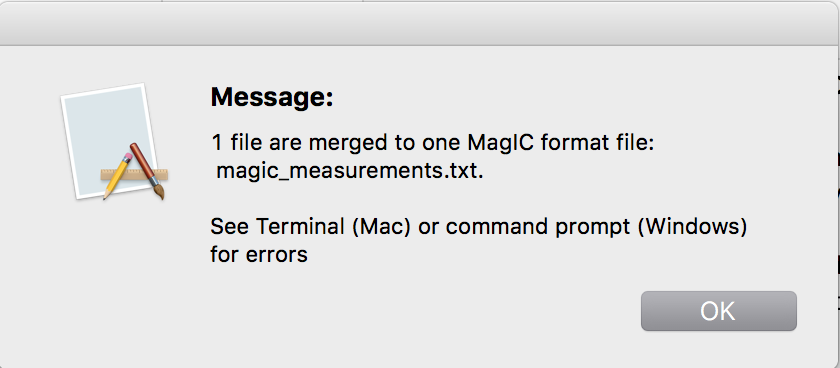 Message:
1 file are merged to one MagIC format file:
magic_measurements.txt.
See Terminal (Mac) or command prompt (Windows)
for errors
OK